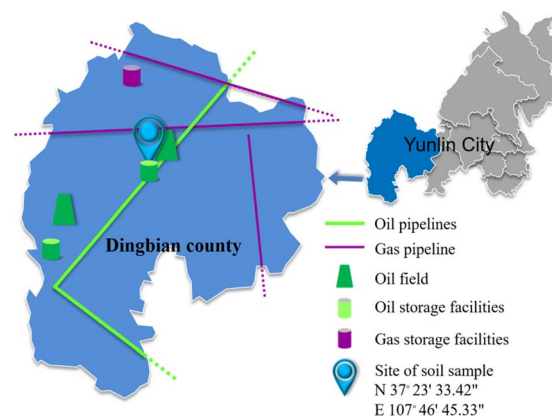 Yunlin City
Dingbian county
Oil pipelines
Gas pipeline
Oil field
Oil storage facilities
Gas storage facilities
Site of soil sample
N 37° 23' 33.42"
E 107° 46' 45.33"